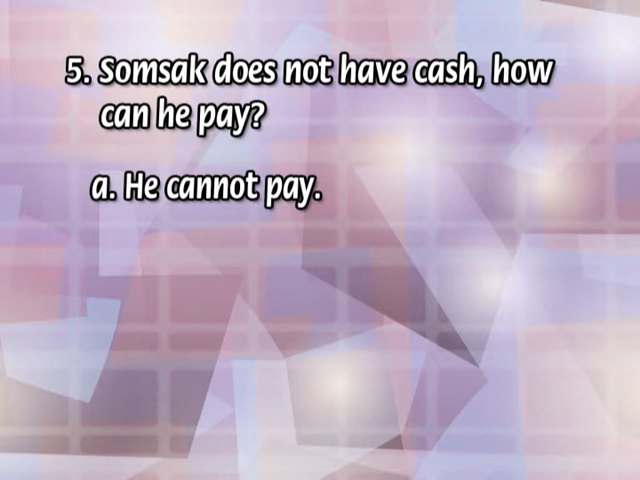 5. Somsak does not have cash, how
can he pay?
a. He cannot pay.